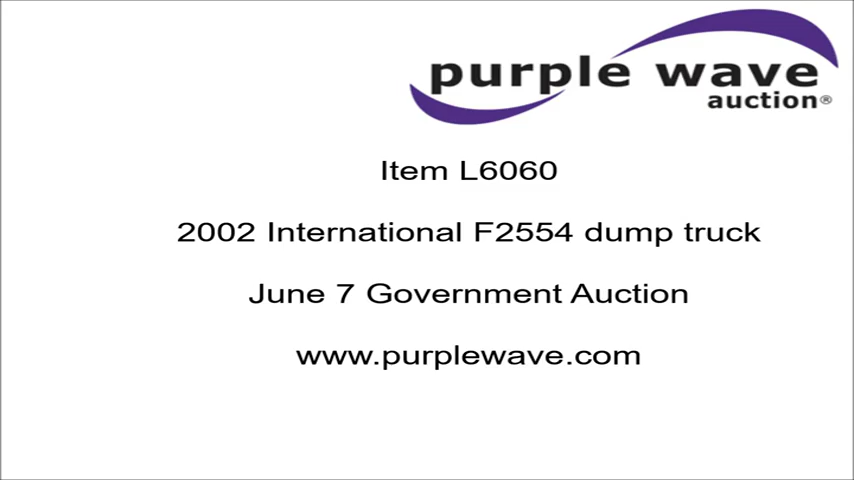 purple wave
auction®
Item L6060
2002 International F2554 dump truck
June 7 Government Auction
www.purplewave.com